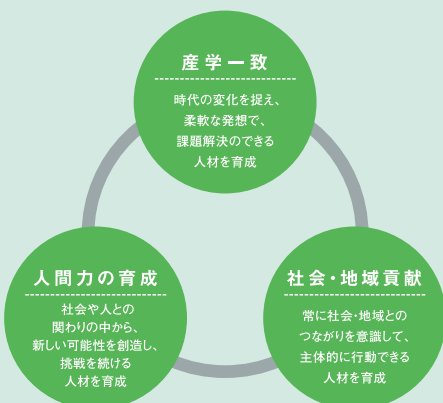 産学一致
時代の変化を捉え、
柔軟な発想で、
課題解決のできる
人材を育成
人間力の育成
社会や人との
関わりの中から、
新しい可能性を創造し、
挑戦を続ける
人材を育成
社会・地域貢献
常に社会・地域との
つながりを意識して、
主体的に行動できる
人材を育成